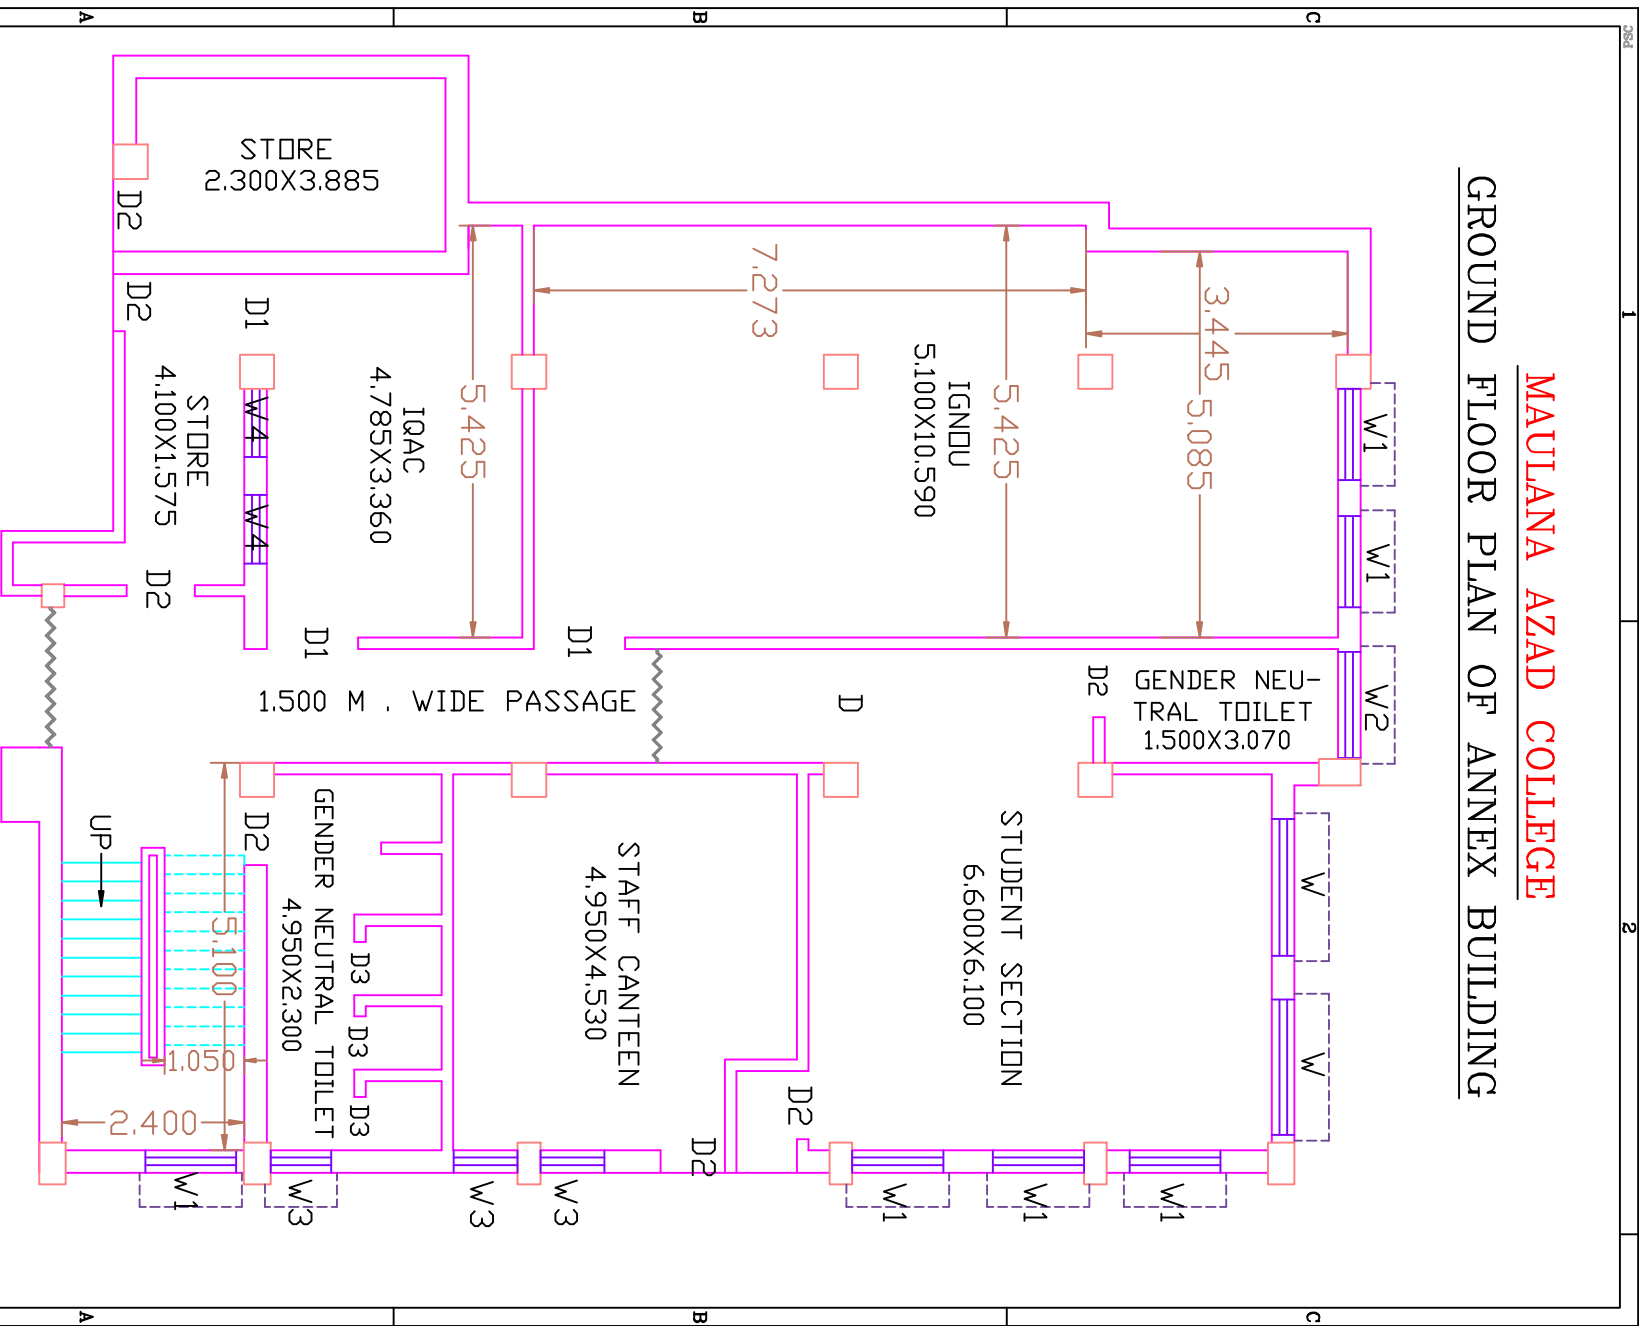 PSC
A
B
C
1
2
A
B
C
MAULANA AZAD COLLEGE
GROUND FLOOR PLAN OF ANNEX BUILDING
STORE
2.300X3.885
D2
D2
D1
STORE
4.100X1.575
W4
W4
D2
IQAC
4.785X3.360
5.425
D1
7.273
IGNOU
5.100X10.590
5.425
3.445
5.085
D1
W1
W1
W2
1.500 M . WIDE PASSAGE
D
D2
GENDER NEU-
TRAL TOILET
1.500X3.070
UP
D2
5.100
1.050
2.400
GENDER NEUTRAL TOILET
4.950X2.300
D3
D3
D3
STAFF CANTEEN
4.950X4.530
D2
D2
STUDENT SECTION
6.600X6.100
W
W
W1
W3
W3
W3
W1
W1
W1